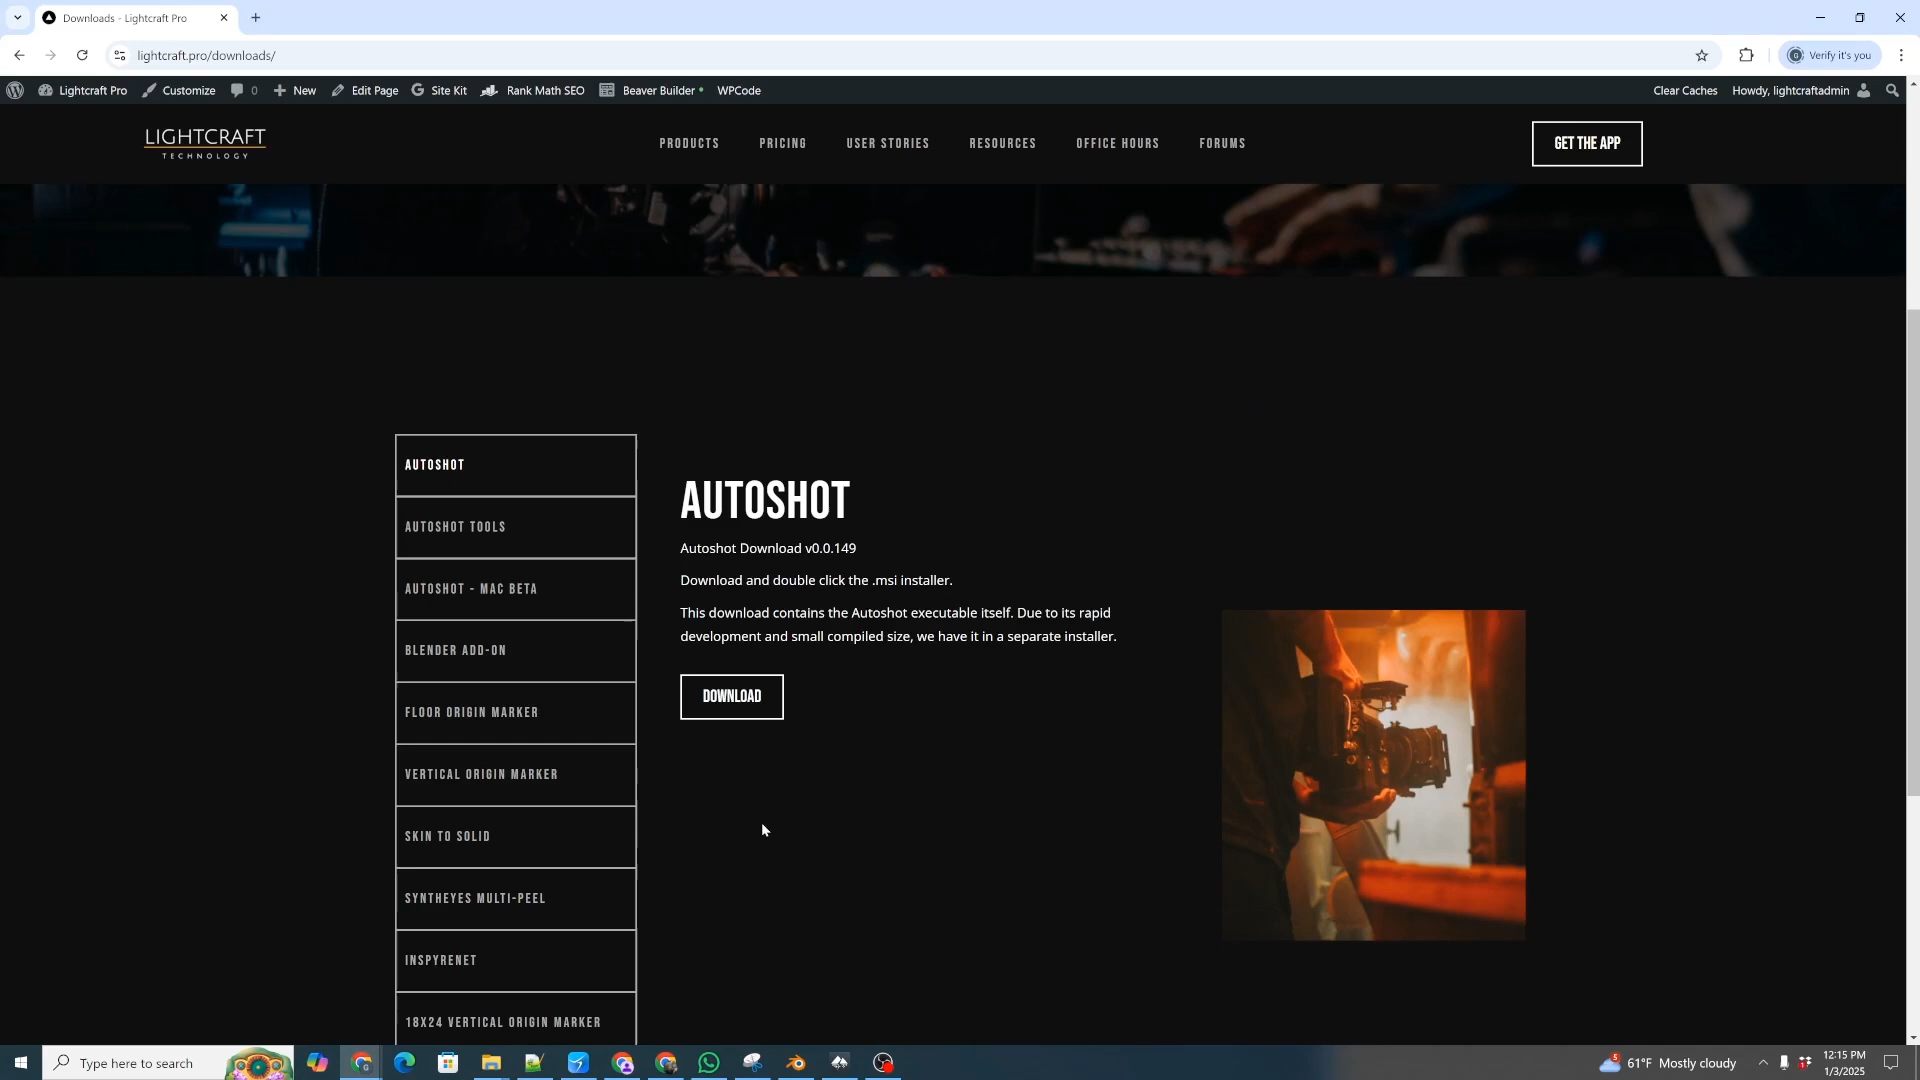 Downloads - Lightcraft Pro
lightcraft.pro/downloads/
Verify it's you
Lightcraft Pro
Customize
0
New
Edit Page
Site Kit
Rank Math SEO
Beaver Builder
WPCode
Clear Caches
Howdy, lightcraftadmin
LIGHTCRAFT
TECHNOLOGY
PRODUCTS
PRICING
USER STORIES
RESOURCES
OFFICE HOURS
FORUMS
GET THE APP
AUTOSHOT
AUTOSHOT TOOLS
AUTOSHOT - MAC BETA
BLENDER ADD-ON
FLOOR ORIGIN MARKER
VERTICAL ORIGIN MARKER
SKIN TO SOLID
SYNTHEYES MULTI-PEEL
INSPYRENET
18X24 VERTICAL ORIGIN MARKER
AUTOSHOT
Autoshot Download v0.0.149
Download and double click the .msi installer.
This download contains the Autoshot executable itself. Due to its rapid
development and small compiled size, we have it in a separate installer.
DOWNLOAD
Type here to search
5
61°F Mostly cloudy
12:15 PM
1/3/2025